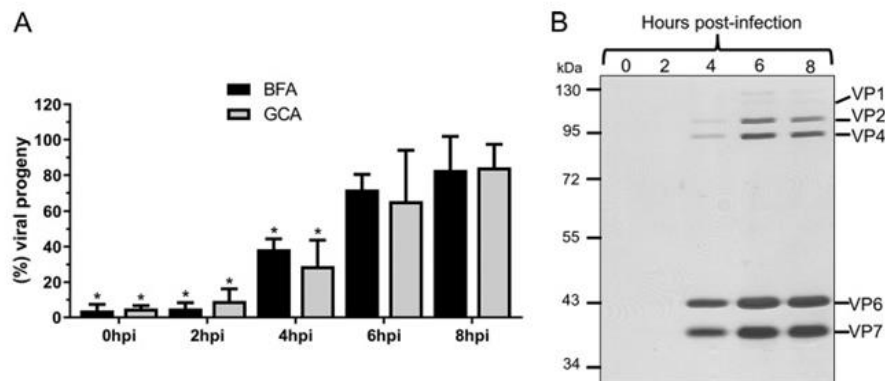 A
BFA
GCA
(%) viral progeny
120
100
80
60
40
20
0
* * * * * *
0hpi 2hpi 4hpi 6hpi 8hpi
B
Hours post-infection
kDa 0 2 4 6 8
130
95
72
55
43
34
VP1
VP2
VP4
VP6
VP7